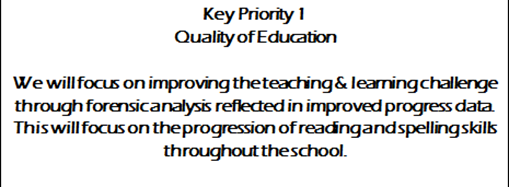 Key Priority 1
Quality of Education
We will focus on improving the teaching & learning challenge
through forensic analysis reflected in improved progress data.
This will focus on the progression of reading and spelling skills
throughout the school.